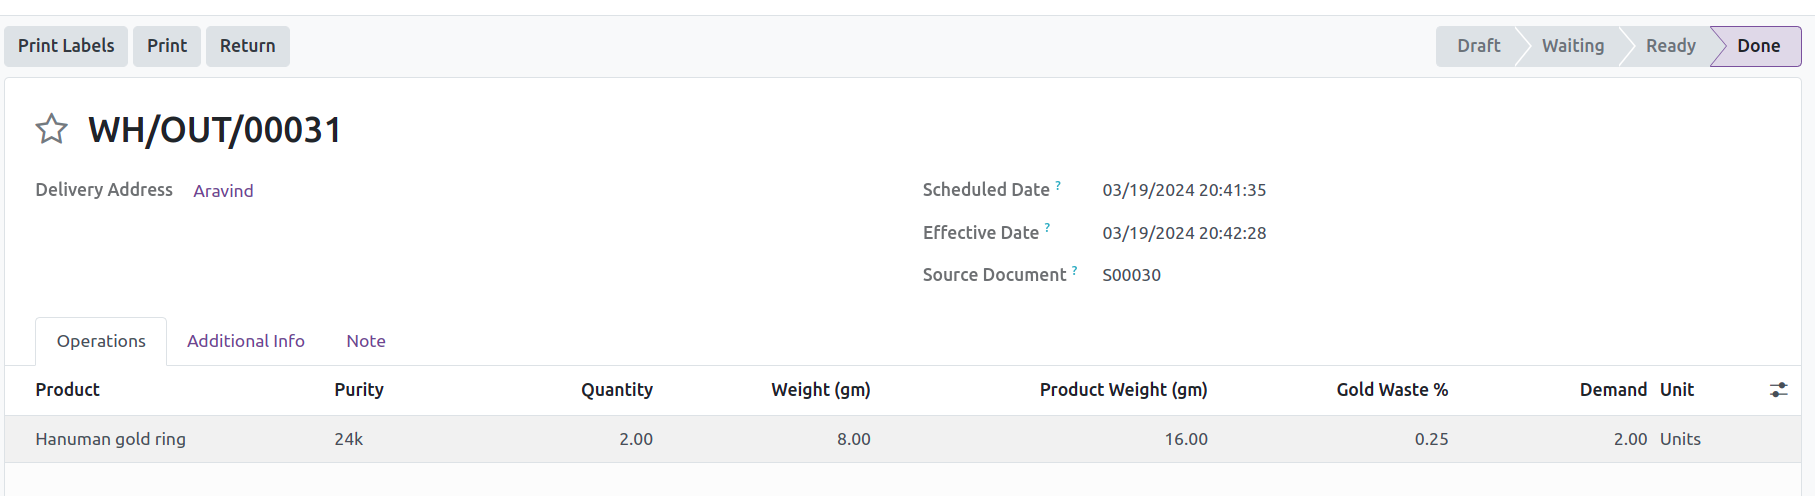 Print Labels Print Return Draft Waiting Ready Done
WH/OUT/00031
Delivery Address Aravind Scheduled Date ? 03/19/2024 20:41:35
Effective Date ? 03/19/2024 20:42:28
Source Document ? S00030
Operations Additional Info Note
Product Purity Quantity Weight (gm) Product Weight (gm) Gold Waste % Demand Unit
Hanuman gold ring 24k 2.00 8.00 16.00 0.25 2.00 Units